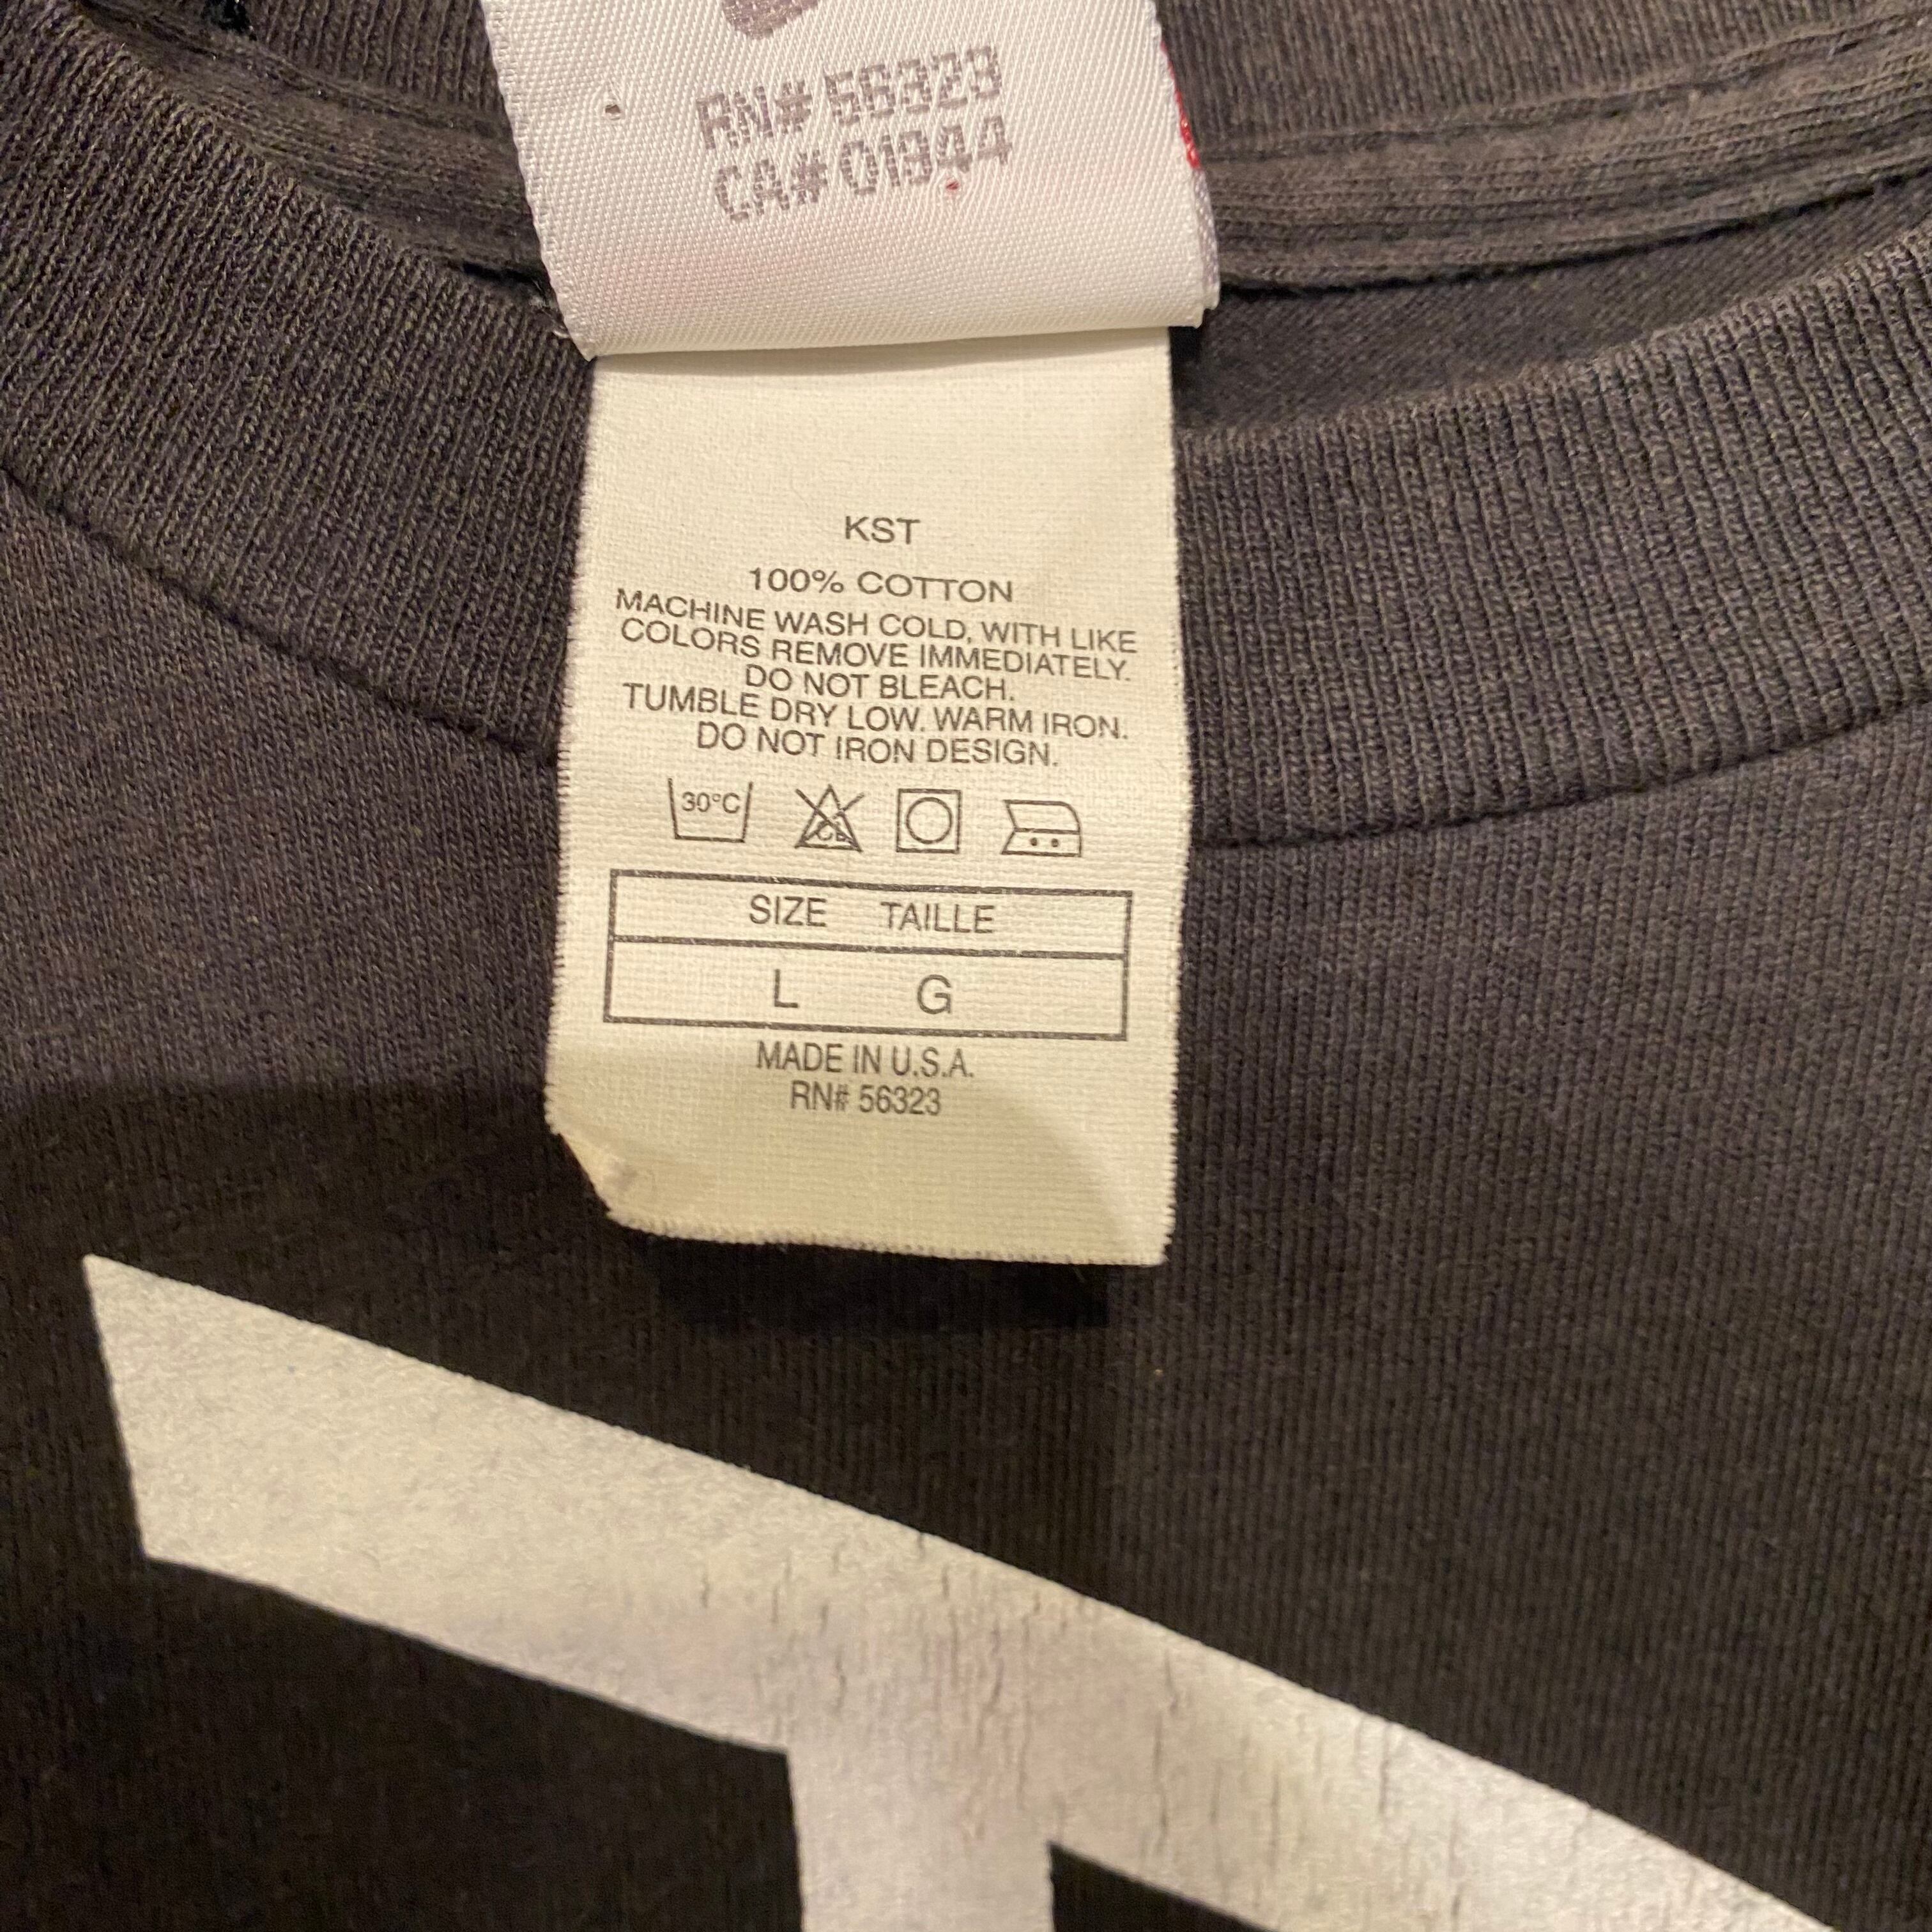 RN# 56323
CA# 01944
KST
100% COTTON
MACHINE WASH COLD, WITH LIKE
COLORS REMOVE IMMEDIATELY.
DO NOT BLEACH.
TUMBLE DRY LOW. WARM IRON.
DO NOT IRON DESIGN.
30°C CL
SIZE TAILLE
L G
MADE IN U.S.A.
RN# 56323